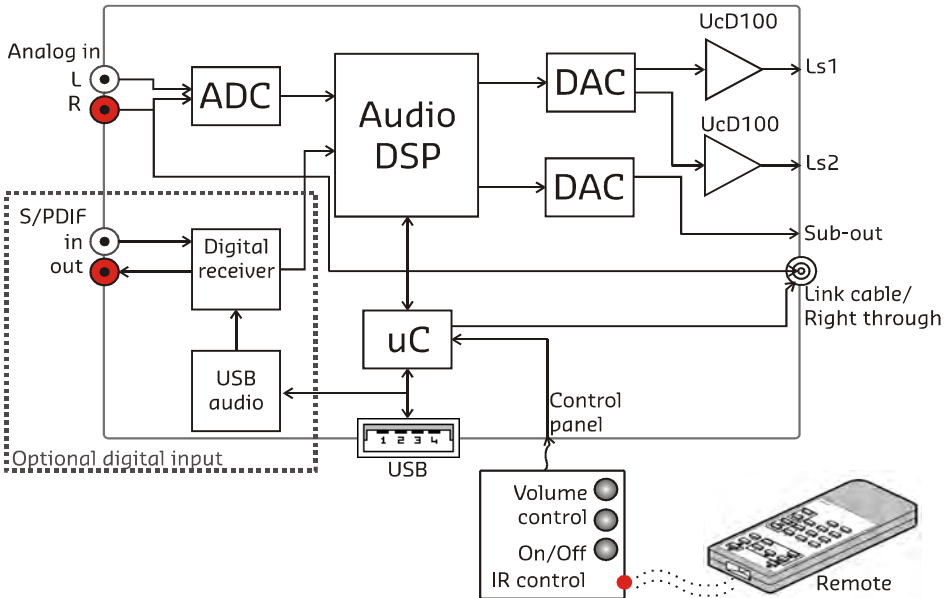 UcD100
Analog in
L
R
ADC
Audio
DSP
DAC
Ls1
UcD100
DAC
Ls2
S/PDIF
in
out
Digital
receiver
Sub-out
Link cable/
Right through
uC
USB
audio
Control
panel
1 2 3 4
Optional digital input
USB
Volume
control
On/Off
IR control
Remote